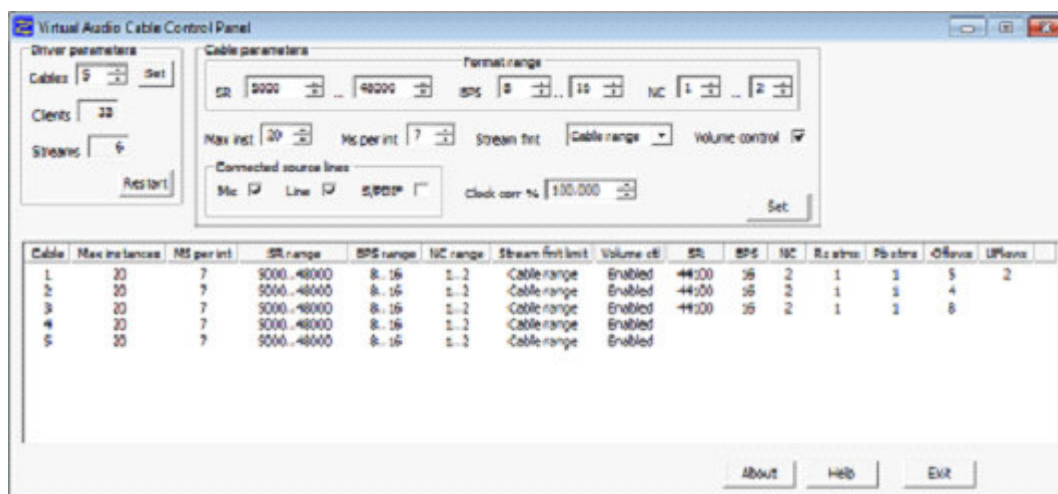 Virtual Audio Cable Control Panel
Driver parameters
Cables 5 Set
Clients 33
Streams 6
Restart
Cable parameters
Format range
SR 5000 .. 48000 BPS 8 .. 16 NC 1 .. 2
Max inst 20 Ms per int 7 Stream fmt Cable range Volume control
Connected source lines
Mic Line S/PDIF Clock corr % 100.000
Set
Cable Max instances MS per int SR range BPS range NC range Stream fmt limit Volume ctl SR BPS NC Rc strms Pb strms Oflows Uflows
1 20 7 5000..48000 8..16 1..2 Cable range Enabled 44100 16 2 1 1 5 2
2 20 7 5000..48000 8..16 1..2 Cable range Enabled 44100 16 2 1 1 4
3 20 7 5000..48000 8..16 1..2 Cable range Enabled 44100 16 2 1 1 8
4 20 7 5000..48000 8..16 1..2 Cable range Enabled
5 20 7 5000..48000 8..16 1..2 Cable range Enabled
About Help Exit